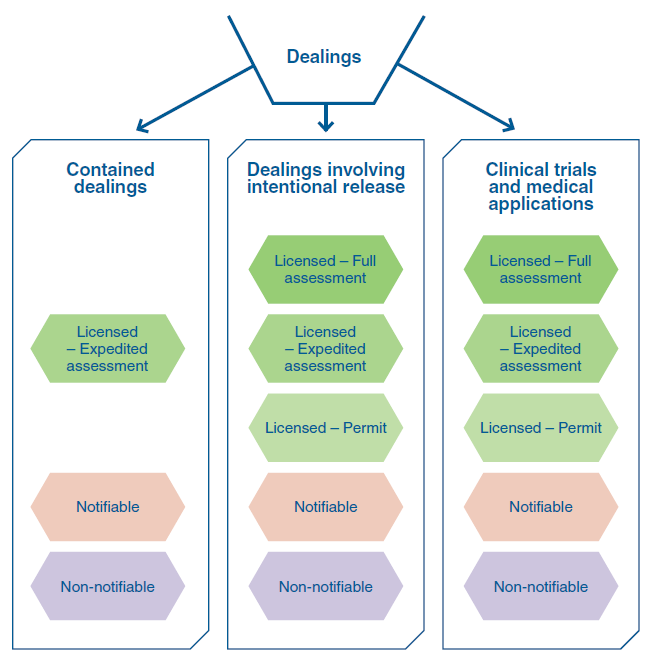 Dealings
Contained
dealings
Licensed
– Expedited
assessment
Notifiable
Non-notifiable
Dealings involving
intentional release
Licensed – Full
assessment
Licensed
– Expedited
assessment
Licensed – Permit
Notifiable
Non-notifiable
Clinical trials
and medical
applications
Licensed – Full
assessment
Licensed
– Expedited
assessment
Licensed – Permit
Notifiable
Non-notifiable